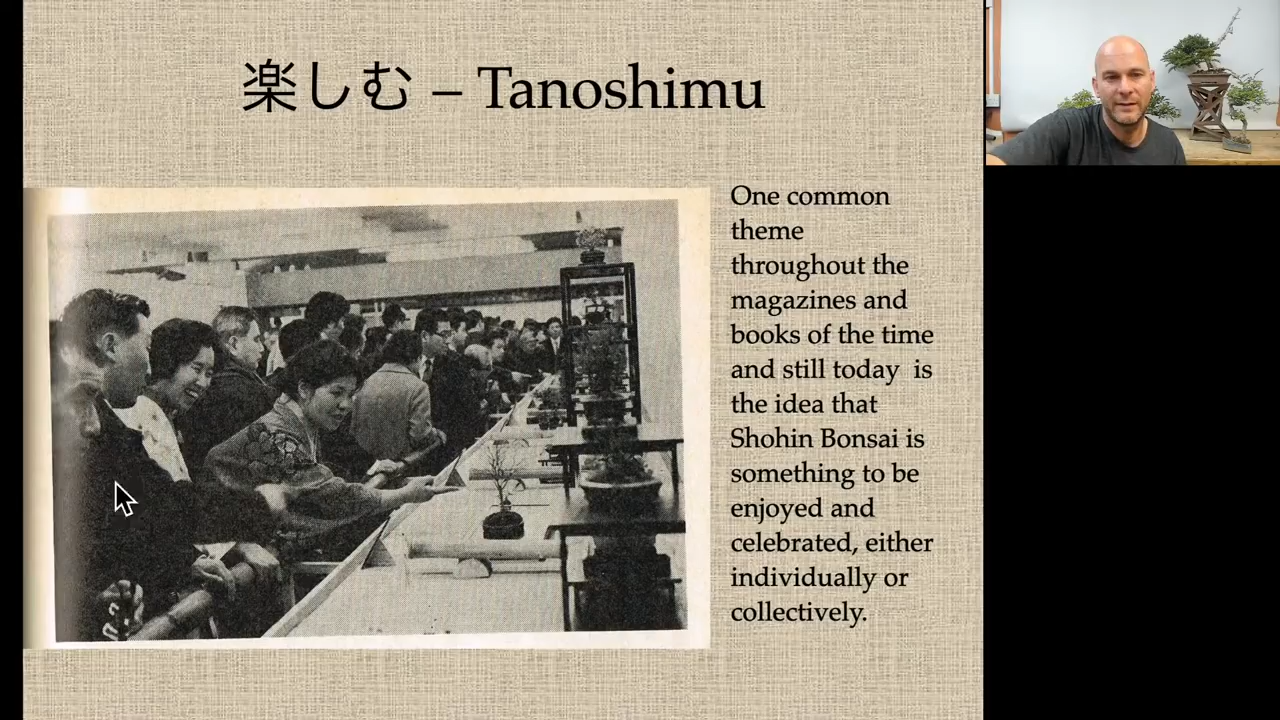 楽しむ – Tanoshimu
One common
theme
throughout the
magazines and
books of the time
and still today  is
the idea that
Shohin Bonsai is
something to be
enjoyed and
celebrated, either
individually or
collectively.